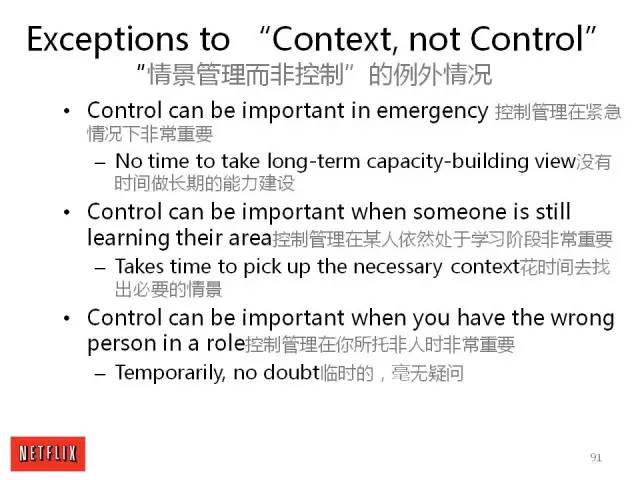 Exceptions to “Context, not Control”
"情景管理而非控制”的例外情况
• Control can be important in emergency 控制管理在紧急
情况下非常重要
– No time to take long-term capacity-building view没有
时间做长期的能力建设
• Control can be important when someone is still
learning their area控制管理在某人依然处于学习阶段非常重要
– Takes time to pick up the necessary context花时间去找
出必要的情景
• Control can be important when you have the wrong
person in a role控制管理在你所托非人时非常重要
– Temporarily, no doubt临时的，毫无疑问
NETFLIX
91